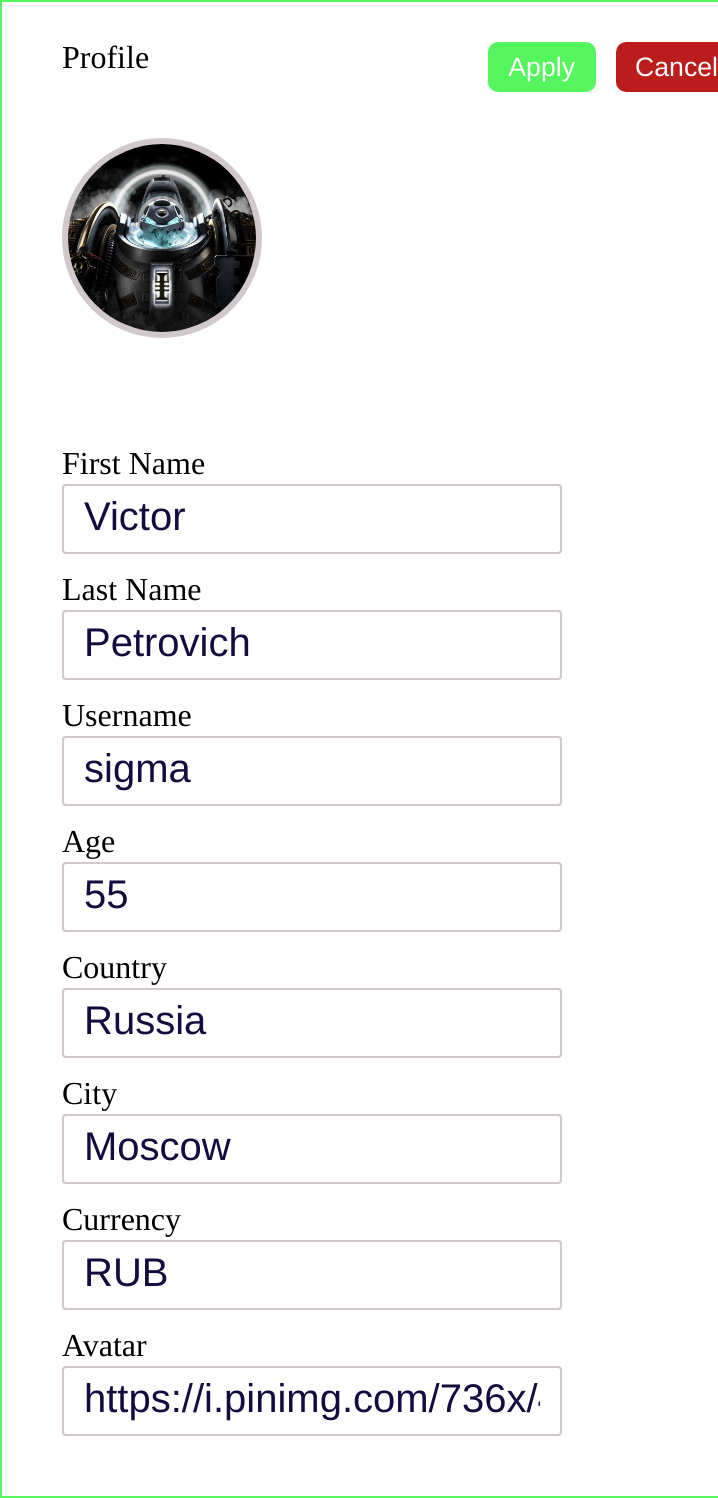 Profile
Apply
Cancel
First Name
Victor
Last Name
Petrovich
Username
sigma
Age
55
Country
Russia
City
Moscow
Currency
RUB
Avatar
https://i.pinimg.com/736x/